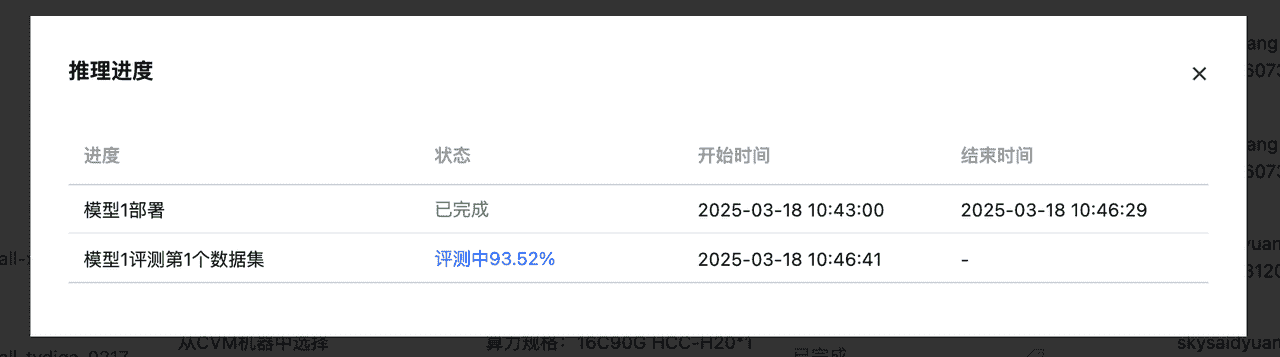 推理进度
进度 状态 开始时间 结束时间
模型1部署 已完成 2025-03-18 10:43:00 2025-03-18 10:46:29
模型1评测第1个数据集 评测中93.52% 2025-03-18 10:46:41 -
从CVM机器中选择 算力规格：16C90G HCC-H20*1 skysaidyuan
已完成